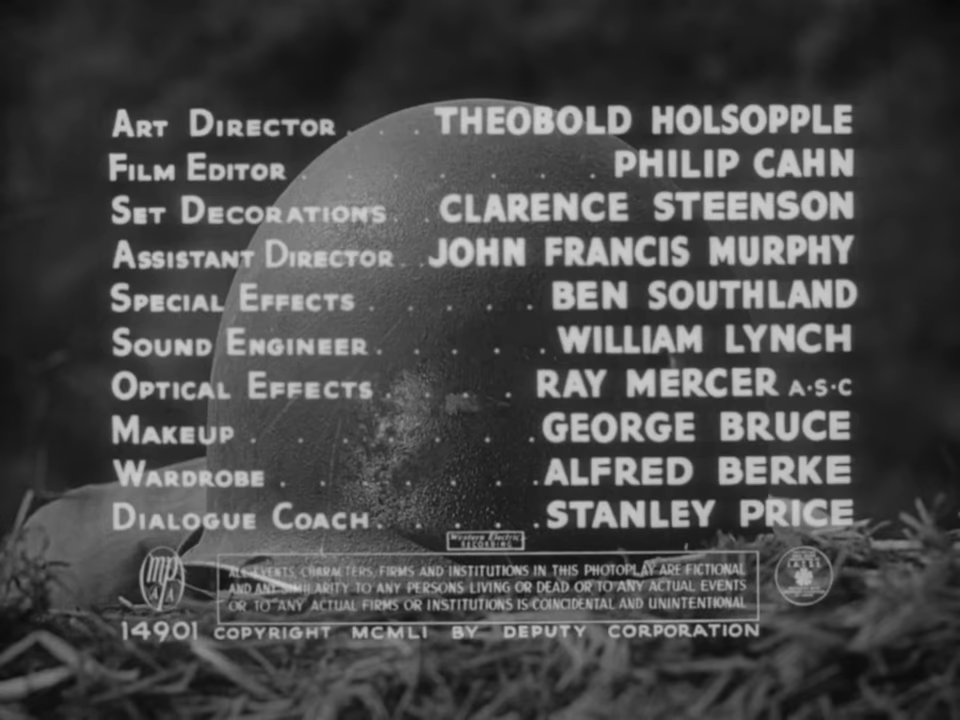 ART DIRECTOR . . . THEOBOLD HOLSOPPLE
FILM EDITOR . . . . . . . PHILIP CAHN
SET DECORATIONS . . CLARENCE STEENSON
ASSISTANT DIRECTOR . . JOHN FRANCIS MURPHY
SPECIAL EFFECTS . . . . . BEN SOUTHLAND
SOUND ENGINEER . . . . . WILLIAM LYNCH
OPTICAL EFFECTS . . . . RAY MERCER A·S·C
MAKEUP . . . . . . . GEORGE BRUCE
WARDROBE . . . . . . ALFRED BERKE
DIALOGUE COACH . . . . . STANLEY PRICE
Western Electric
RECORDING
MP
AA
ALL EVENTS, CHARACTERS, FIRMS AND INSTITUTIONS IN THIS PHOTOPLAY ARE FICTIONAL
AND ANY SIMILARITY TO ANY PERSONS LIVING OR DEAD OR TO ANY ACTUAL EVENTS
OR TO ANY ACTUAL FIRMS OR INSTITUTIONS IS COINCIDENTAL AND UNINTENTIONAL
14901 COPYRIGHT MCMLI BY DEPUTY CORPORATION